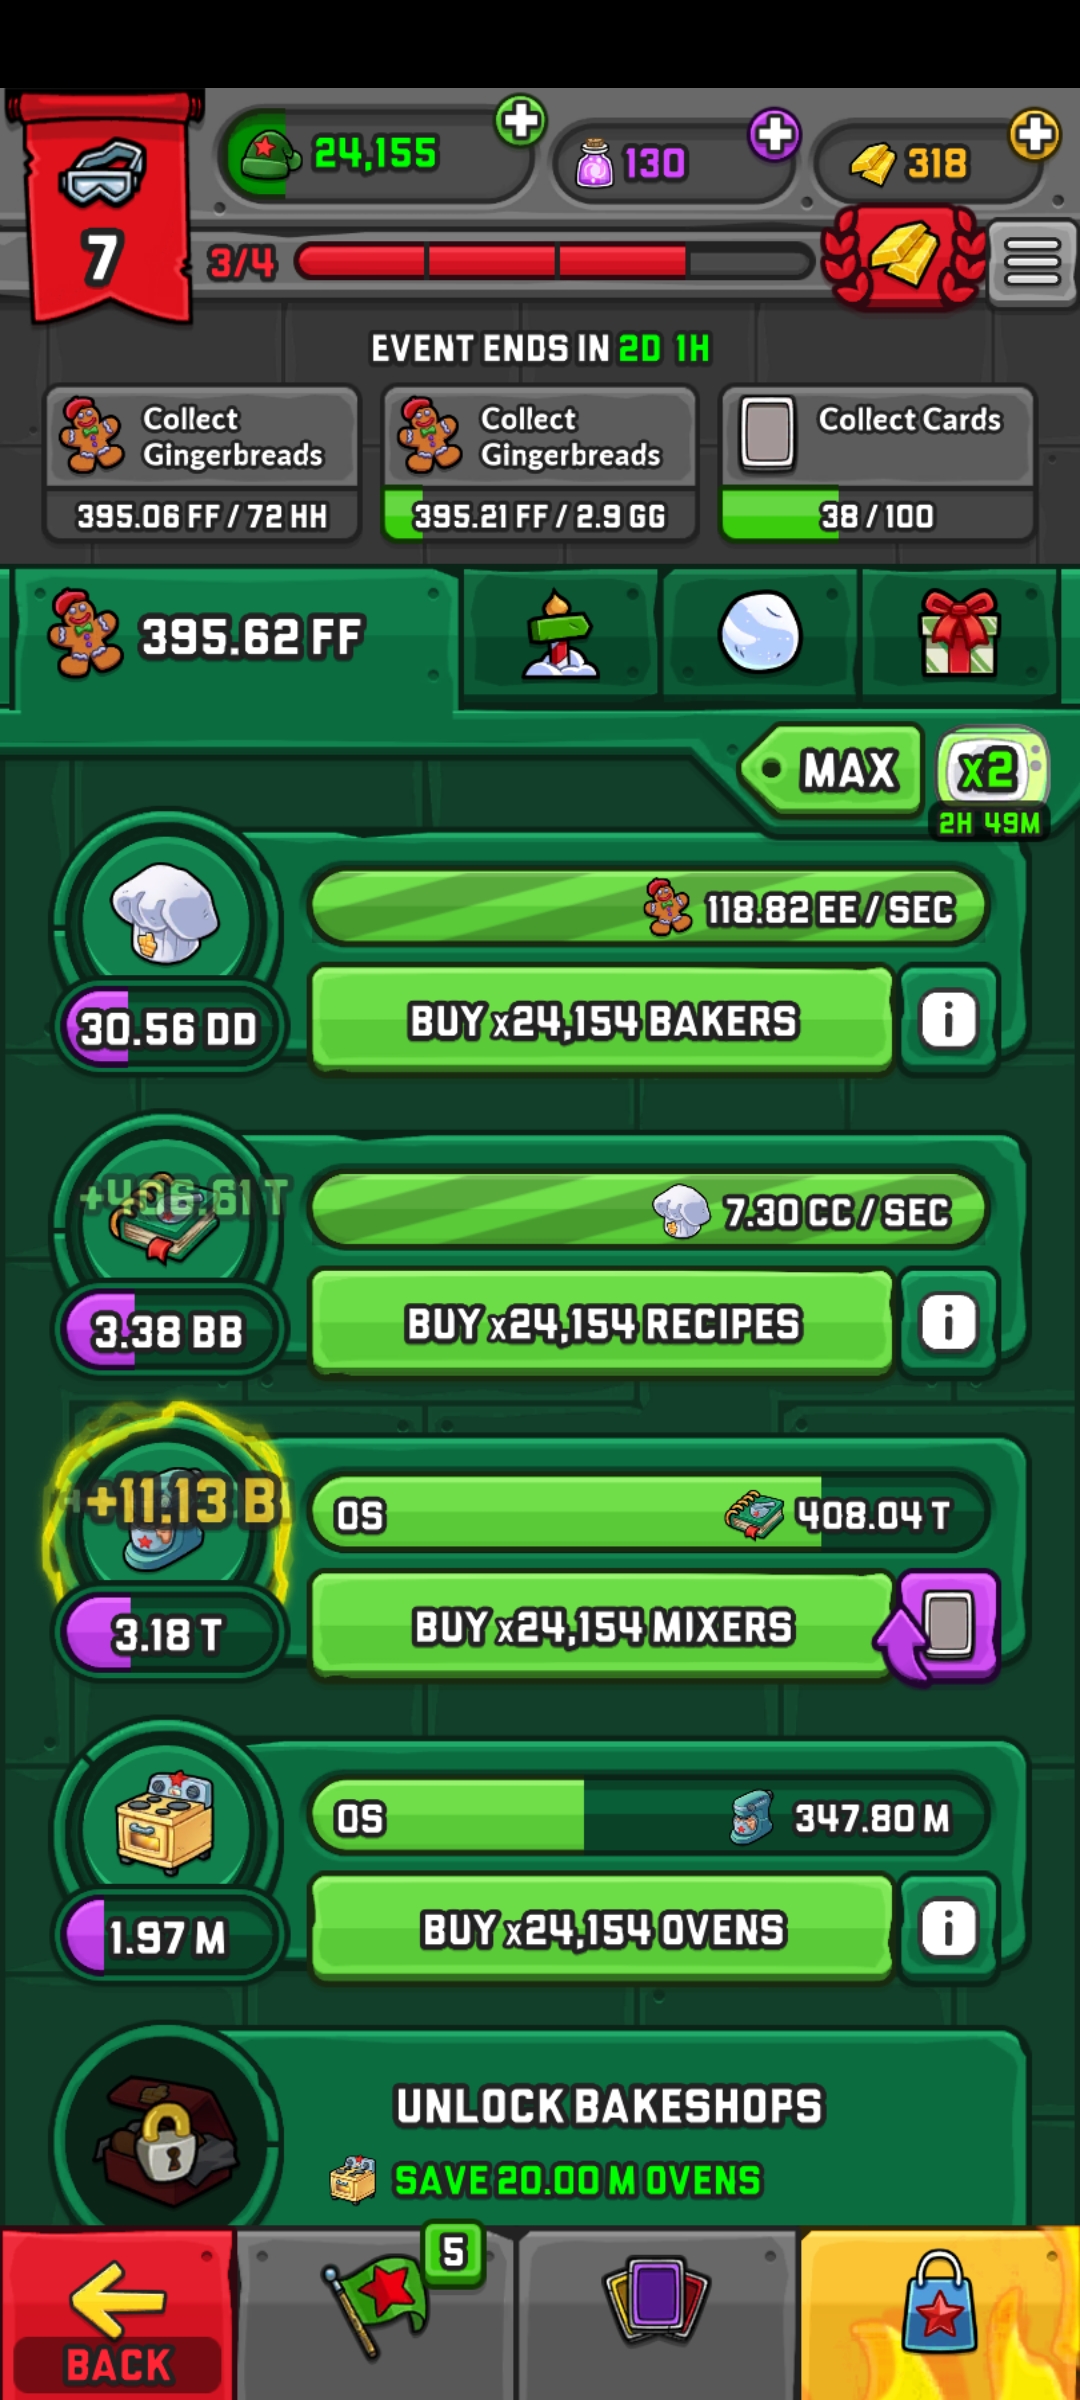 24,155
130
318
7
3/4
EVENT ENDS IN 2D 1H
Collect
Gingerbreads
395.06 FF / 72 HH
Collect
Gingerbreads
395.21 FF / 2.9 GG
Collect Cards
38 / 100
395.62 FF
MAX
x2
2H 49M
118.82 EE / SEC
30.56 DD
BUY x24,154 BAKERS
i
+406.61 T
7.30 CC / SEC
3.38 BB
BUY x24,154 RECIPES
i
+11.13 B
0S
408.04 T
3.18 T
BUY x24,154 MIXERS
0S
347.80 M
1.97 M
BUY x24,154 OVENS
i
UNLOCK BAKESHOPS
SAVE 20.00 M OVENS
5
BACK